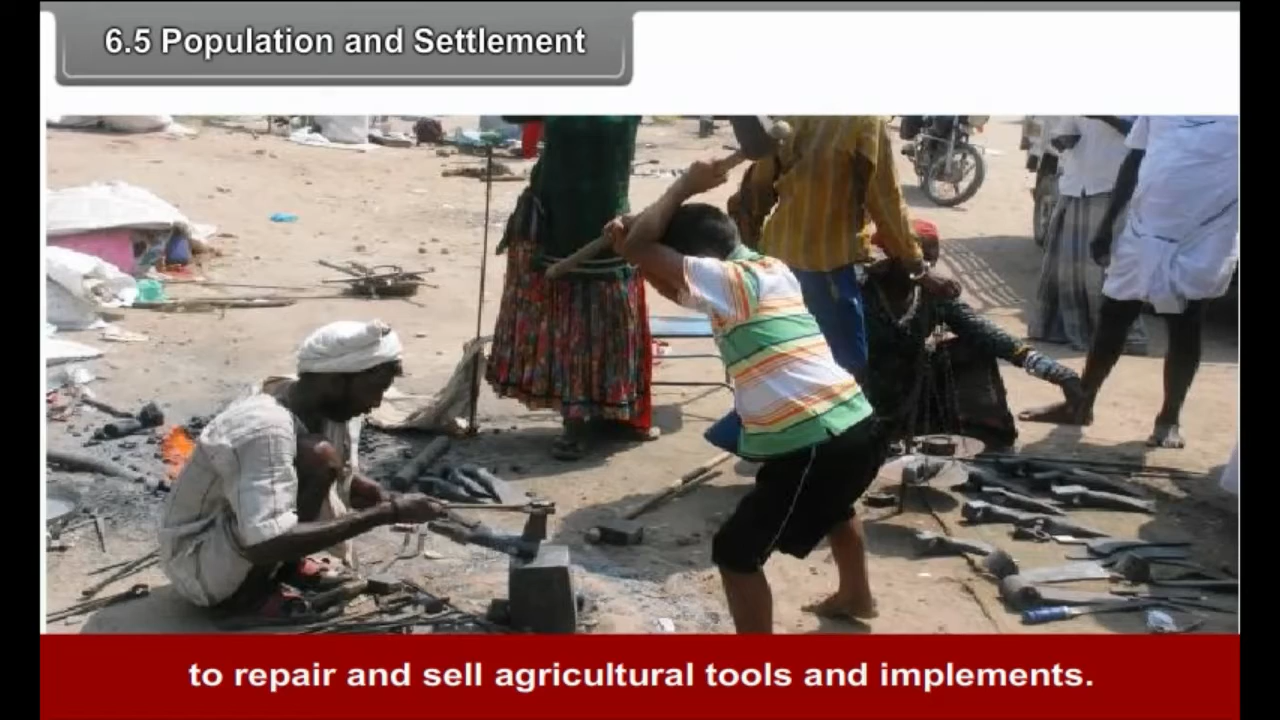 6.5 Population and Settlement
to repair and sell agricultural tools and implements.